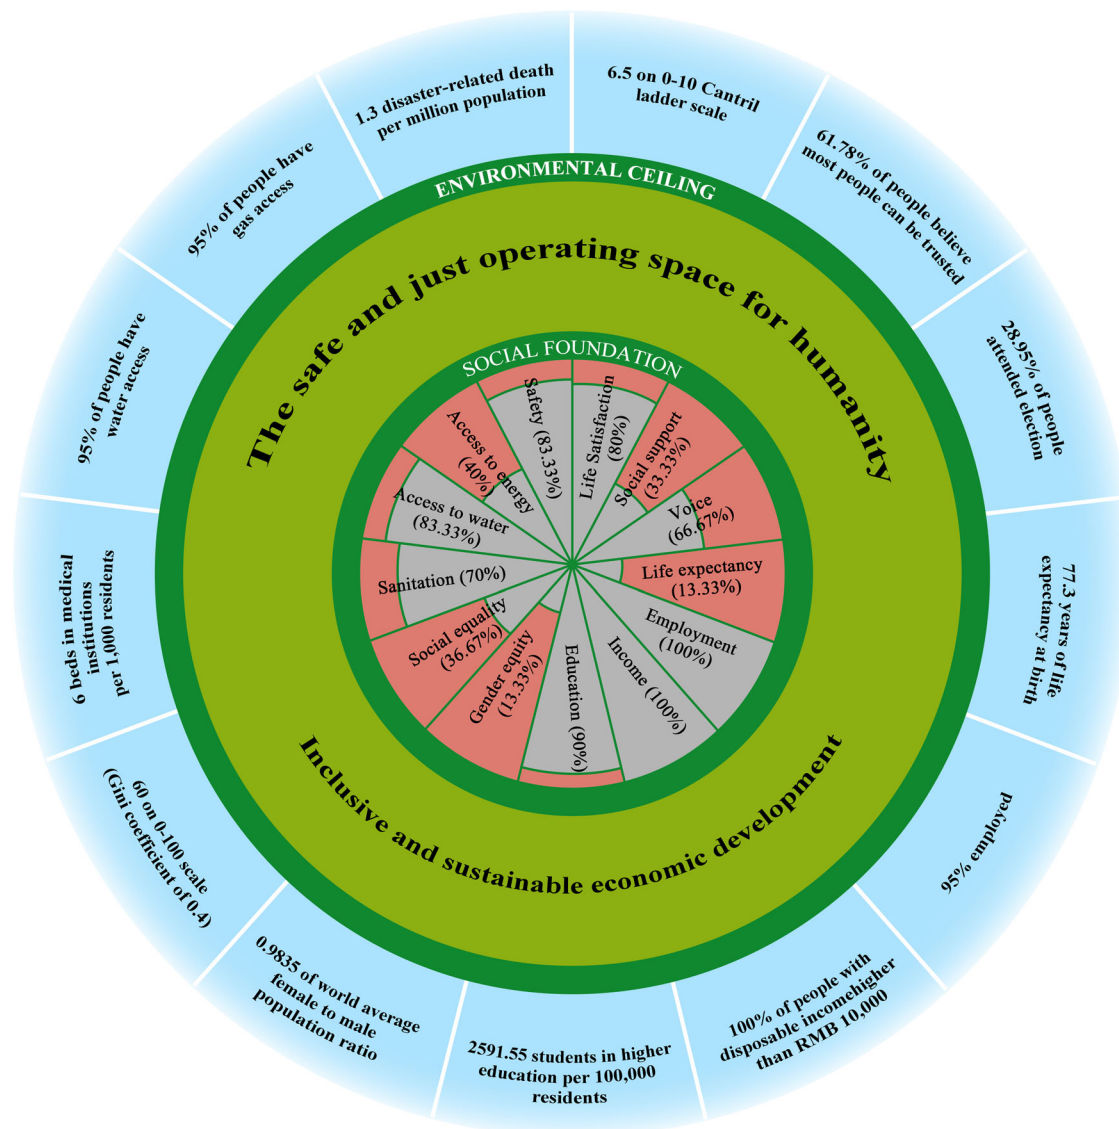 6.5 on 0-10 Cantril
ladder scale
61.78% of people believe
most people can be trusted
28.95% of people
attended election
77.3 years of life
expectancy at birth
95% employed
100% of people with
disposable incomehigher
than RMB 10,000
2591.55 students in higher
education per 100,000
residents
0.9835 of world average
female to male
population ratio
60 on 0-100 scale
(Gini coefficient of 0.4)
6 beds in medical
institutions
per 1,000 residents
95% of people have
water access
95% of people have
gas access
1.3 disaster-related death
per million population
ENVIRONMENTAL CEILING
The safe and just operating space for humanity
SOCIAL FOUNDATION
Life Satisfaction
(80%)
Social support
(33.33%)
Voice
(66.67%)
Life expectancy
(13.33%)
Employment
(100%)
Income (100%)
Education (90%)
Gender equity
(13.33%)
Social equality
(36.67%)
Sanitation (70%)
Access to water
(83.33%)
Access to energy
(40%)
Safety (83.33%)
Inclusive and sustainable economic development